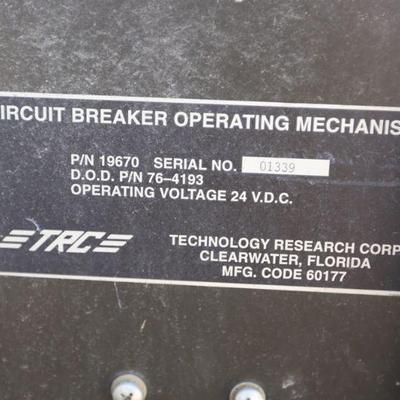 IRCUIT BREAKER OPERATING MECHANIS
P/N 19670 SERIAL NO. 01339
D.O.D. P/N 76-4193
OPERATING VOLTAGE 24 V.D.C.
TRC
TECHNOLOGY RESEARCH CORP
CLEARWATER, FLORIDA
MFG. CODE 60177